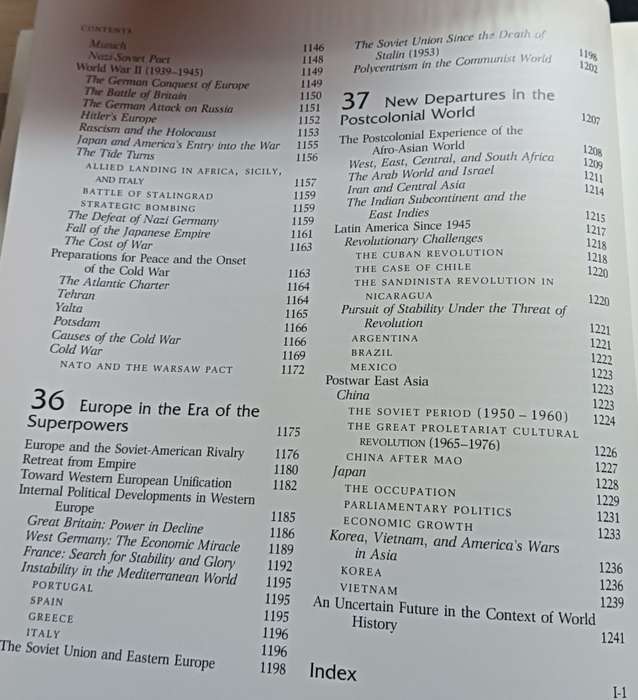 CONTENTS
Munich 1146
Nazi-Soviet Pact 1148
World War II (1939–1945) 1149
The German Conquest of Europe 1149
The Battle of Britain 1150
The German Attack on Russia 1151
Hitler's Europe 1152
Rascism and the Holocaust 1153
Japan and America's Entry into the War 1155
The Tide Turns 1156
ALLIED LANDING IN AFRICA, SICILY,
AND ITALY 1157
BATTLE OF STALINGRAD 1159
STRATEGIC BOMBING 1159
The Defeat of Nazi Germany 1159
Fall of the Japanese Empire 1161
The Cost of War 1163
Preparations for Peace and the Onset
of the Cold War 1163
The Atlantic Charter 1164
Tehran 1164
Yalta 1165
Potsdam 1166
Causes of the Cold War 1166
Cold War 1169
NATO AND THE WARSAW PACT 1172
36 Europe in the Era of the
Superpowers 1175
Europe and the Soviet-American Rivalry 1176
Retreat from Empire 1180
Toward Western European Unification 1182
Internal Political Developments in Western
Europe 1185
Great Britain: Power in Decline 1186
West Germany: The Economic Miracle 1189
France: Search for Stability and Glory 1192
Instability in the Mediterranean World 1195
PORTUGAL 1195
SPAIN 1195
GREECE 1196
ITALY 1196
The Soviet Union and Eastern Europe 1198
The Soviet Union Since the Death of
Stalin (1953) 1198
Polycentrism in the Communist World 1202
37 New Departures in the
Postcolonial World 1207
The Postcolonial Experience of the
Afro-Asian World 1208
West, East, Central, and South Africa 1209
The Arab World and Israel 1211
Iran and Central Asia 1214
The Indian Subcontinent and the
East Indies 1215
Latin America Since 1945 1217
Revolutionary Challenges 1218
THE CUBAN REVOLUTION 1218
THE CASE OF CHILE 1220
THE SANDINISTA REVOLUTION IN
NICARAGUA 1220
Pursuit of Stability Under the Threat of
Revolution 1221
ARGENTINA 1221
BRAZIL 1222
MEXICO 1223
Postwar East Asia 1223
China 1223
THE SOVIET PERIOD (1950 – 1960) 1224
THE GREAT PROLETARIAT CULTURAL
REVOLUTION (1965–1976) 1226
CHINA AFTER MAO 1227
Japan 1228
THE OCCUPATION 1229
PARLIAMENTARY POLITICS 1231
ECONOMIC GROWTH 1233
Korea, Vietnam, and America's Wars
in Asia 1236
KOREA 1236
VIETNAM 1239
An Uncertain Future in the Context of World
History 1241
Index I-1